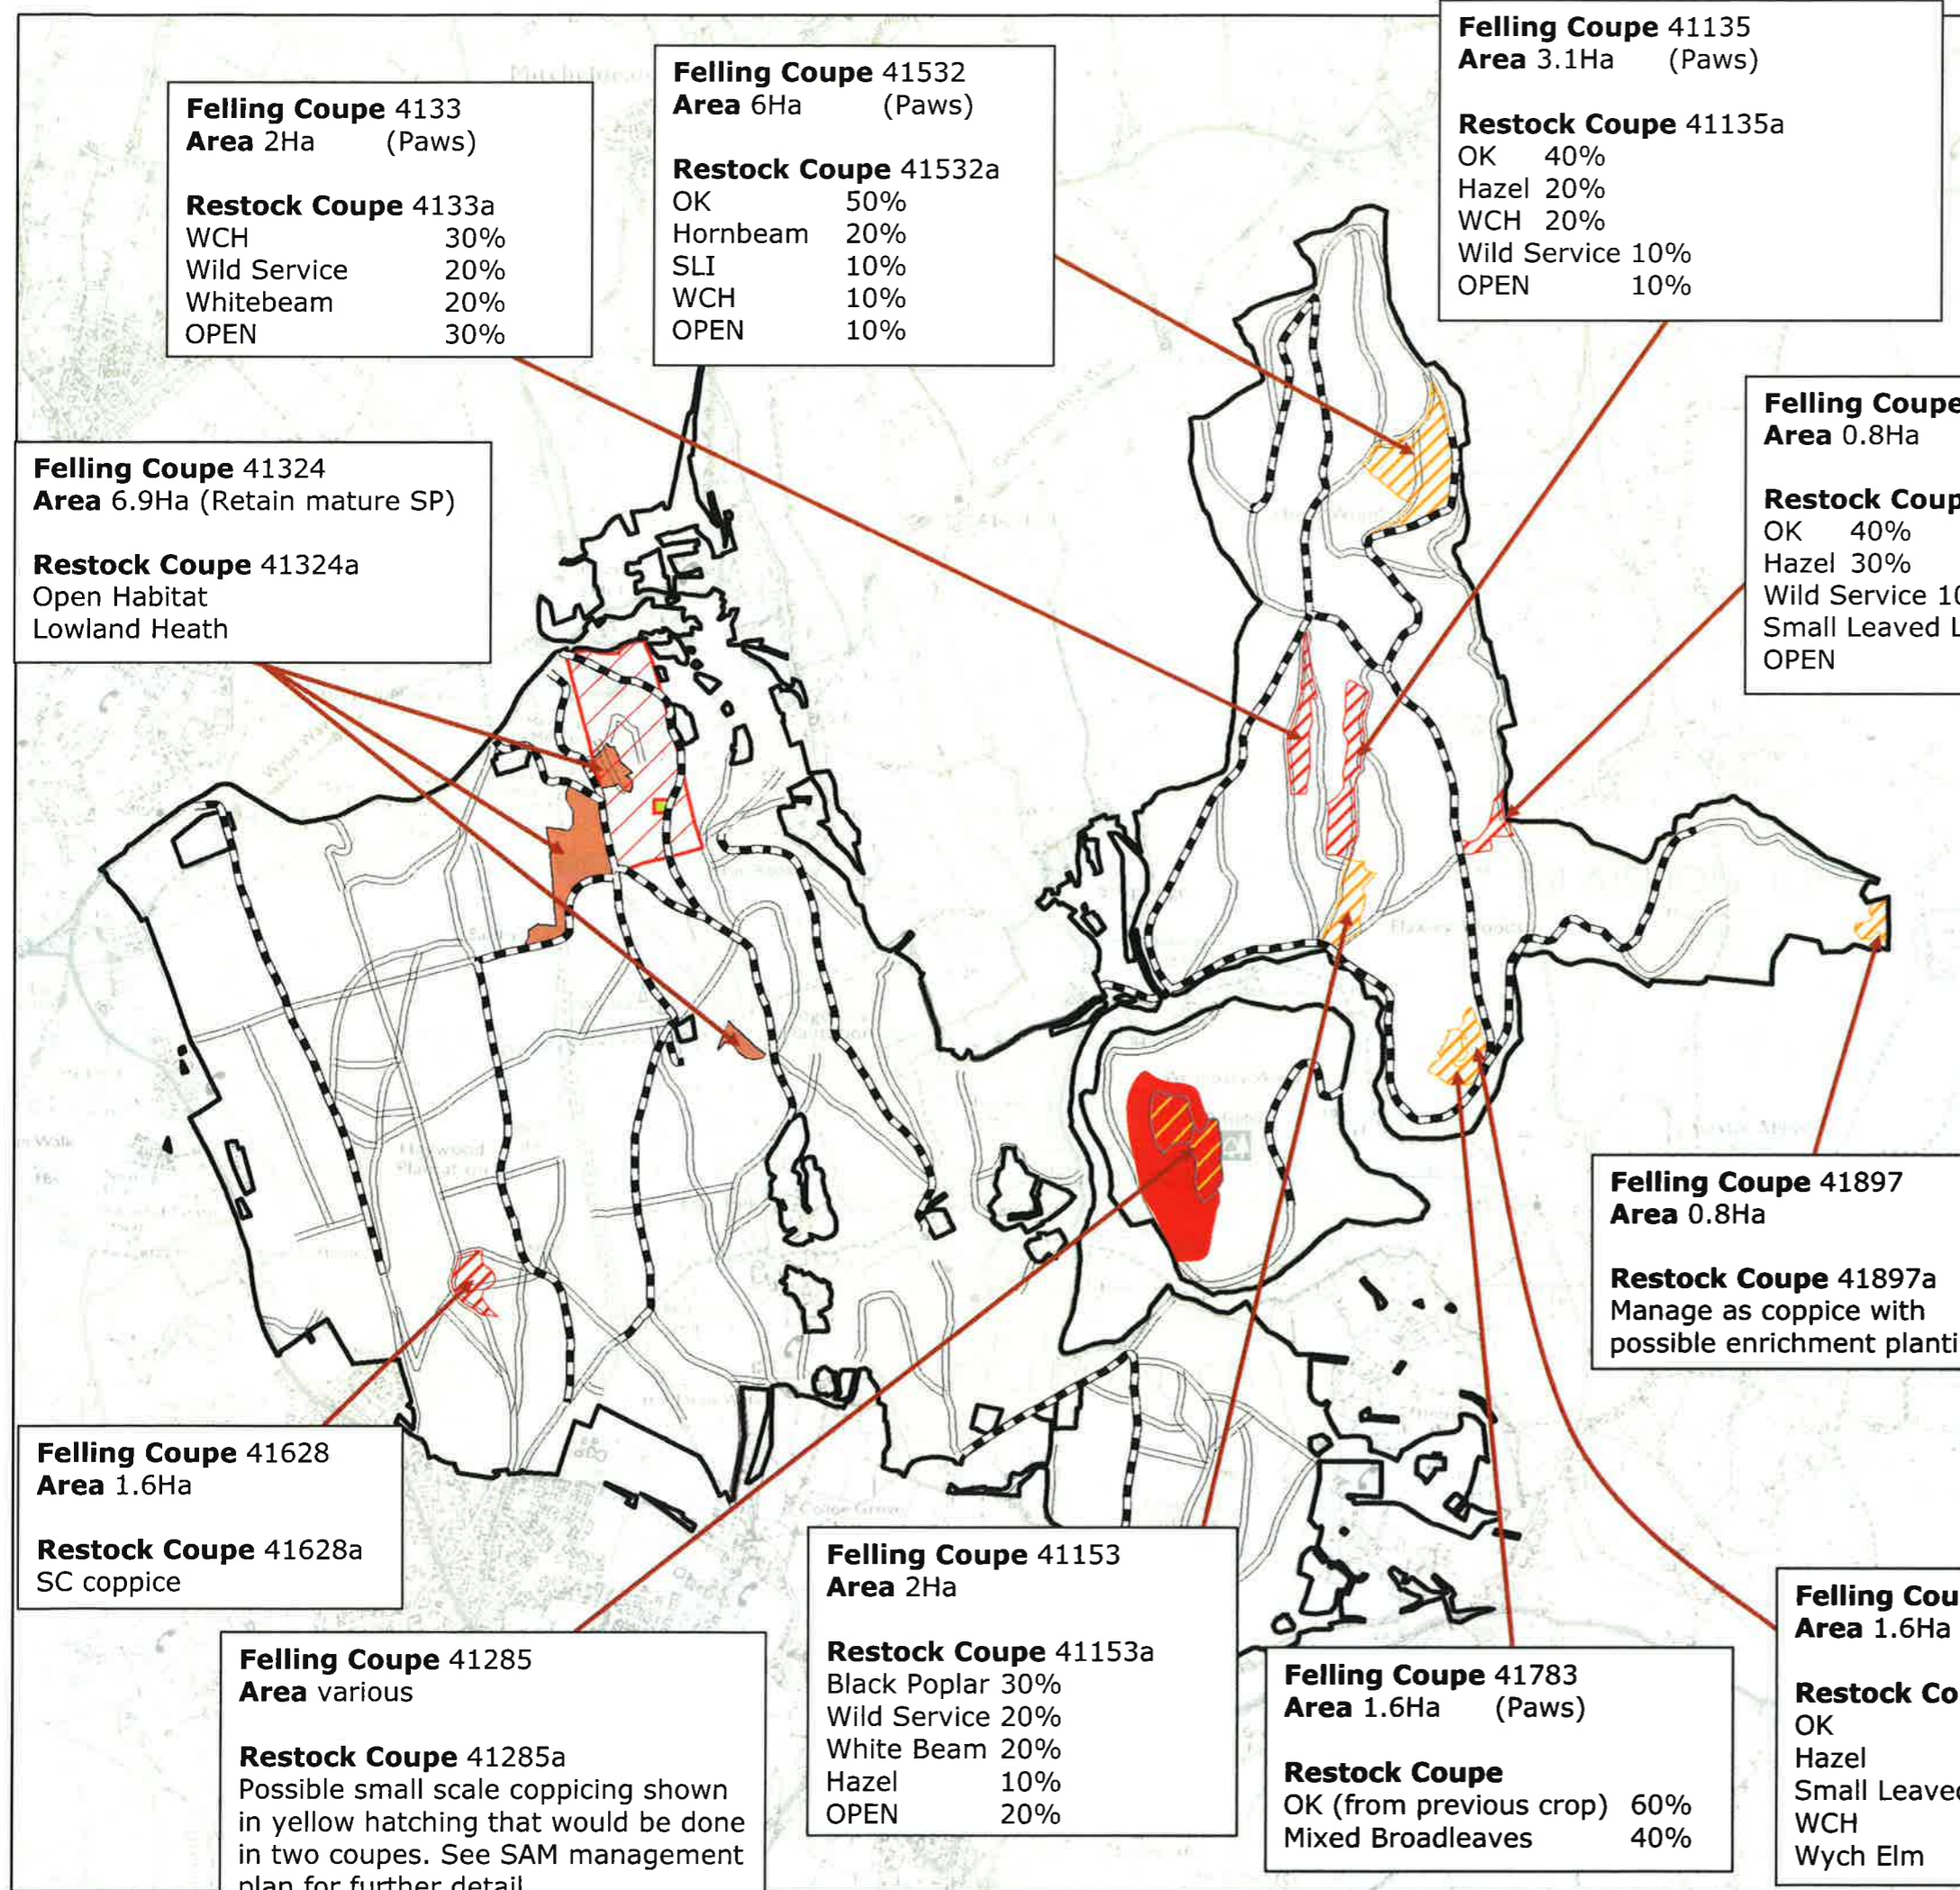 Felling Coupe 4133
Area 2Ha (Paws)
Restock Coupe 4133a
WCH 30%
Wild Service 20%
Whitebeam 20%
OPEN 30%
Felling Coupe 41532
Area 6Ha (Paws)
Restock Coupe 41532a
OK 50%
Hornbeam 20%
SLI 10%
WCH 10%
OPEN 10%
Felling Coupe 41135
Area 3.1Ha (Paws)
Restock Coupe 41135a
OK 40%
Hazel 20%
WCH 20%
Wild Service 10%
OPEN 10%
Felling Coupe
Area 0.8Ha
Restock Coup
OK 40%
Hazel 30%
Wild Service 10
Small Leaved L
OPEN
Felling Coupe 41324
Area 6.9Ha (Retain mature SP)
Restock Coupe 41324a
Open Habitat
Lowland Heath
Felling Coupe 41897
Area 0.8Ha
Restock Coupe 41897a
Manage as coppice with
possible enrichment planti
Felling Coupe 41628
Area 1.6Ha
Restock Coupe 41628a
SC coppice
Felling Coupe 41285
Area various
Restock Coupe 41285a
Possible small scale coppicing shown
in yellow hatching that would be done
in two coupes. See SAM management
plan for further detail
Felling Coupe 41153
Area 2Ha
Restock Coupe 41153a
Black Poplar 30%
Wild Service 20%
White Beam 20%
Hazel 10%
OPEN 20%
Felling Coupe 41783
Area 1.6Ha (Paws)
Restock Coupe
OK (from previous crop) 60%
Mixed Broadleaves 40%
Felling Cou
Area 1.6Ha
Restock Co
OK
Hazel
Small Leaved
WCH
Wych Elm